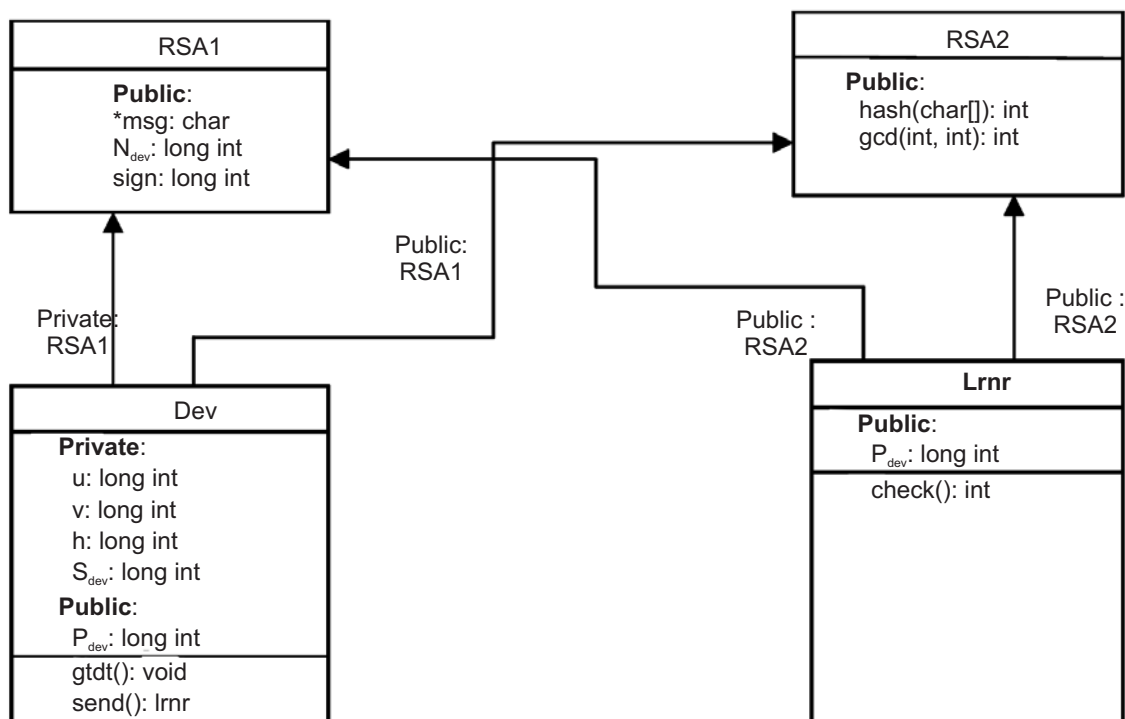 RSA1
Public:
*msg: char
N_dev: long int
sign: long int
RSA2
Public:
hash(char[]): int
gcd(int, int): int
Public:
RSA1
Private:
RSA1
Public :
RSA2
Public :
RSA2
Dev
Private:
u: long int
v: long int
h: long int
S_dev: long int
Public:
P_dev: long int
gtdt(): void
send(): lrnr
Lrnr
Public:
P_dev: long int
check(): int